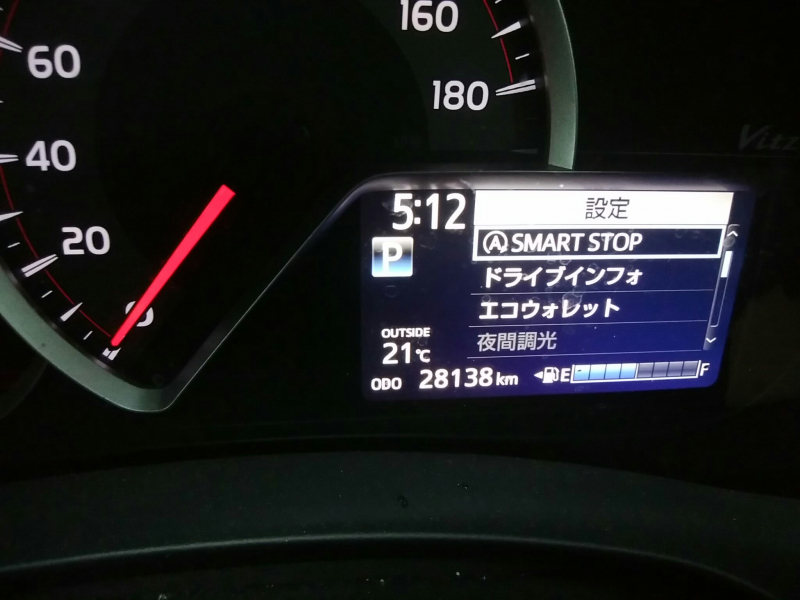 160
60
180
Vitz
40
5:12
設定
SMART STOP
20
P
ドライブインフォ
0
エコウォレット
OUTSIDE
21℃
夜間調光
ODO 28138km
E
F